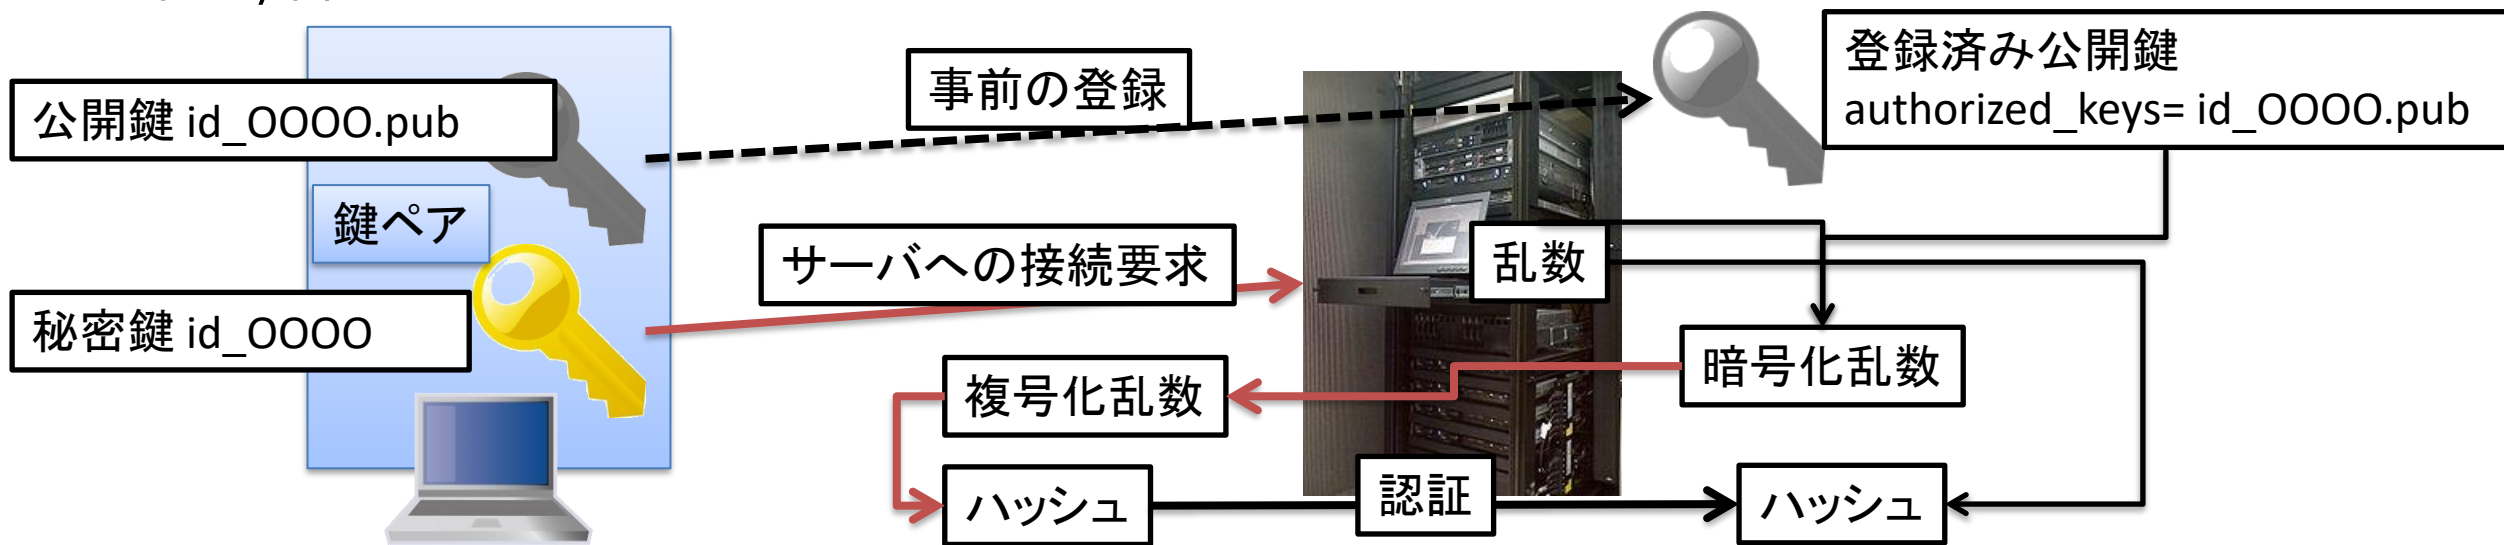 公開鍵 id_OOOO.pub
事前の登録
登録済み公開鍵
authorized_keys= id_OOOO.pub
鍵ペア
サーバへの接続要求
乱数
秘密鍵 id_OOOO
暗号化乱数
複号化乱数
ハッシュ
認証
ハッシュ